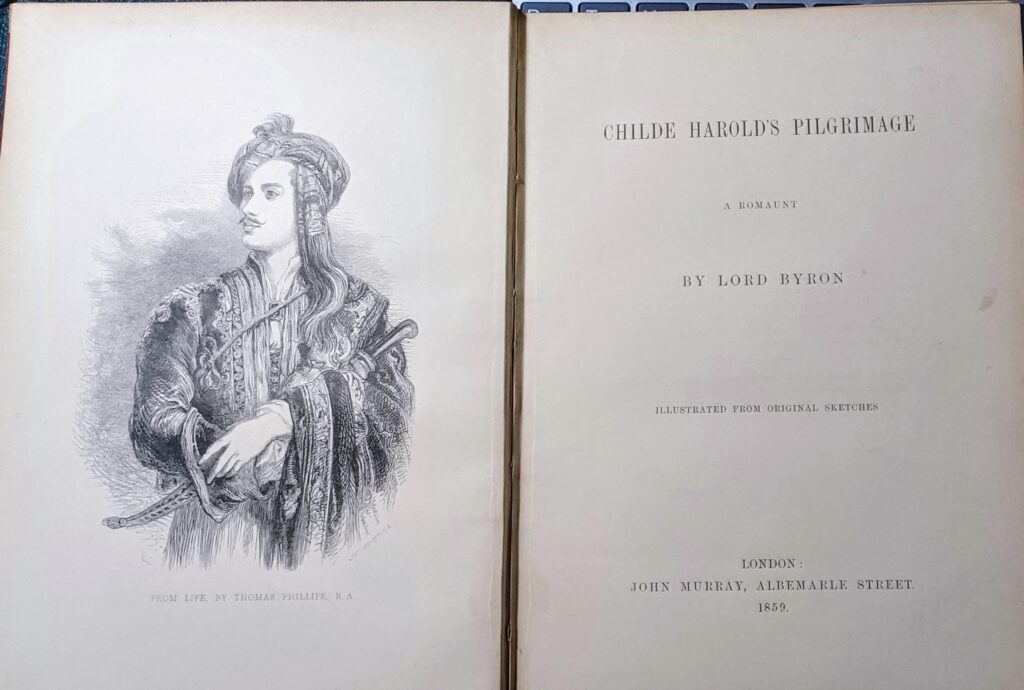 FROM LIFE, BY THOMAS PHILLIPS, R.A.
CHILDE HAROLD'S PILGRIMAGE
A ROMAUNT
BY LORD BYRON
ILLUSTRATED FROM ORIGINAL SKETCHES
LONDON:
JOHN MURRAY, ALBEMARLE STREET.
1859.